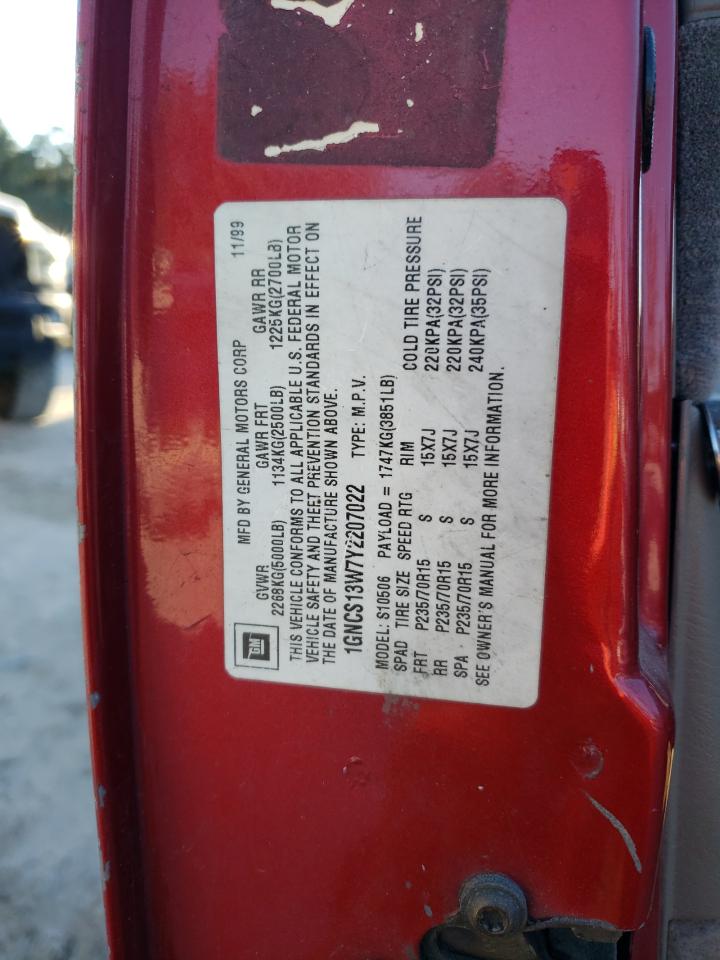 GM
MFD BY GENERAL MOTORS CORP 11/99
GVWR GAWR FRT GAWR RR
2268KG(5000LB) 1134KG(2500LB) 1225KG(2700LB)
THIS VEHICLE CONFORMS TO ALL APPLICABLE U.S. FEDERAL MOTOR
VEHICLE SAFETY AND THEFT PREVENTION STANDARDS IN EFFECT ON
THE DATE OF MANUFACTURE SHOWN ABOVE.
1GNCS13W7Y2207022 TYPE: M.P.V.
MODEL: S10506 PAYLOAD = 1747KG(3851LB)
SPAD TIRE SIZE SPEED RTG RIM COLD TIRE PRESSURE
FRT P235/70R15 S 15X7J 220KPA(32PSI)
RR P235/70R15 S 15X7J 220KPA(32PSI)
SPA P235/70R15 S 15X7J 240KPA(35PSI)
SEE OWNER'S MANUAL FOR MORE INFORMATION.